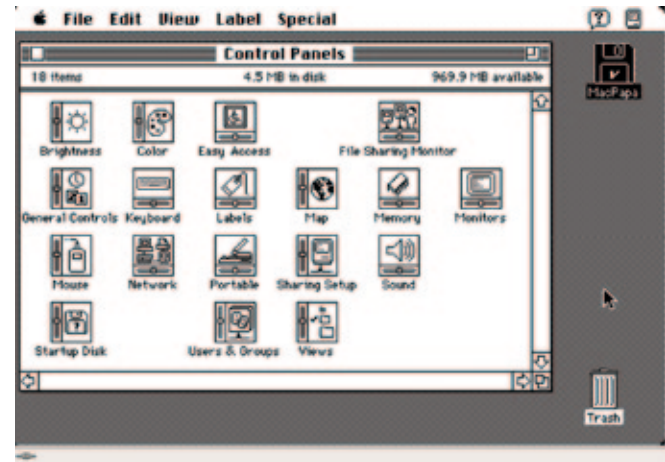 File Edit View Label Special
Control Panels
18 items 4.5 MB in disk 969.9 MB available
MacPapa
Brightness Color Easy Access File Sharing Monitor
General Controls Keyboard Labels Map Memory Monitors
Mouse Network Portable Sharing Setup Sound
Startup Disk Users & Groups Views
Trash